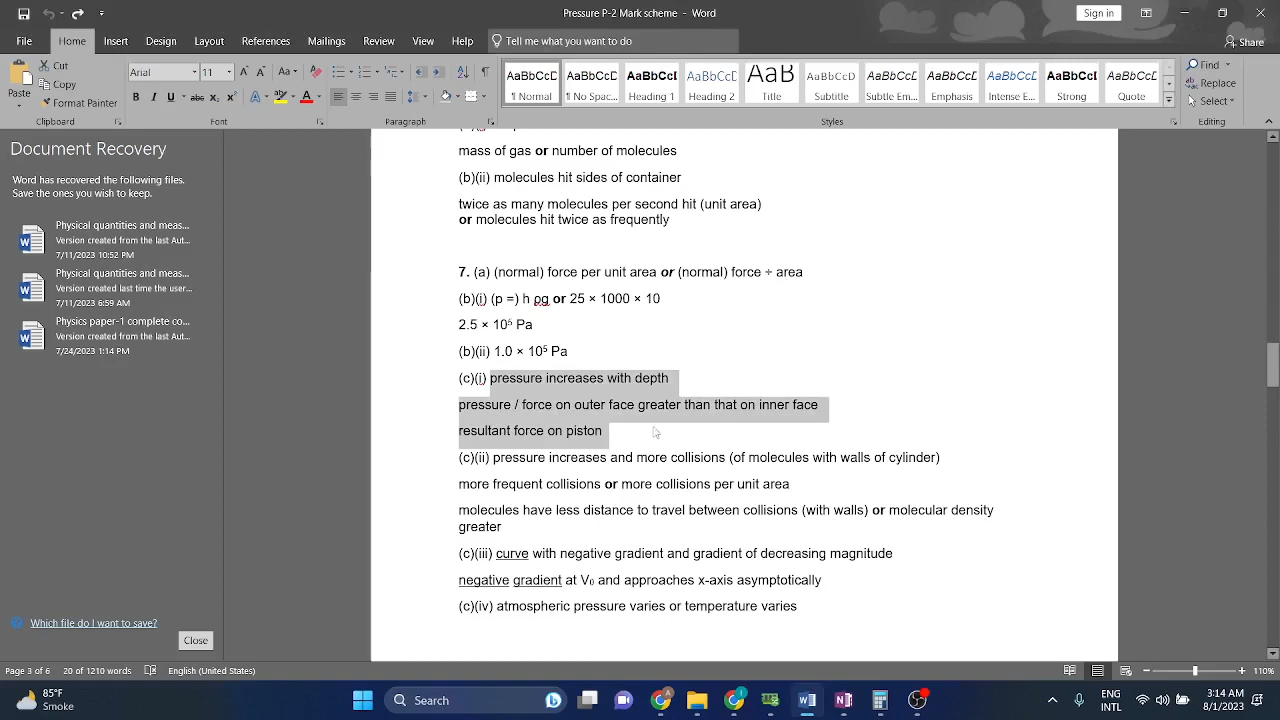 Pressure P-2 Mark scheme - Word
Sign in
File Home Insert Design Layout References Mailings Review View Help Tell me what you want to do
Share
Paste
Cut
Copy
Format Painter
Clipboard
Arial 11
Font
Paragraph
AaBbCcD AaBbCcD AaBbCcI AaBbCcD AaB AaBbCcD AaBbCcL AaBbCcL AaBbCcL AaBbCcD AaBbCcL
¶ Normal ¶ No Spac... Heading 1 Heading 2 Title Subtitle Subtle Em... Emphasis Intense E... Strong Quote
Styles
Find
Replace
Select
Editing
Document Recovery
Word has recovered the following files.
Save the ones you wish to keep.
Physical quantities and meas...
Version created from the last Aut...
7/11/2023 10:52 PM
Physical quantities and meas...
Version created last time the user...
7/11/2023 6:59 AM
Physics paper-1 complete co...
Version created from the last Aut...
7/24/2023 1:14 PM
Which file do I want to save?
Close
mass of gas or number of molecules
(b)(ii) molecules hit sides of container
twice as many molecules per second hit (unit area)
or molecules hit twice as frequently
7. (a) (normal) force per unit area or (normal) force ÷ area
(b)(i) (p =) h ρg or 25 × 1000 × 10
2.5 × 10⁵ Pa
(b)(ii) 1.0 × 10⁵ Pa
(c)(i) pressure increases with depth
pressure / force on outer face greater than that on inner face
resultant force on piston
(c)(ii) pressure increases and more collisions (of molecules with walls of cylinder)
more frequent collisions or more collisions per unit area
molecules have less distance to travel between collisions (with walls) or molecular density
greater
(c)(iii) curve with negative gradient and gradient of decreasing magnitude
negative gradient at V₀ and approaches x-axis asymptotically
(c)(iv) atmospheric pressure varies or temperature varies
Page 3 of 6 20 of 1210 words English (United States)
110%
85°F
Smoke
Search
ENG
INTL
3:14 AM
8/1/2023